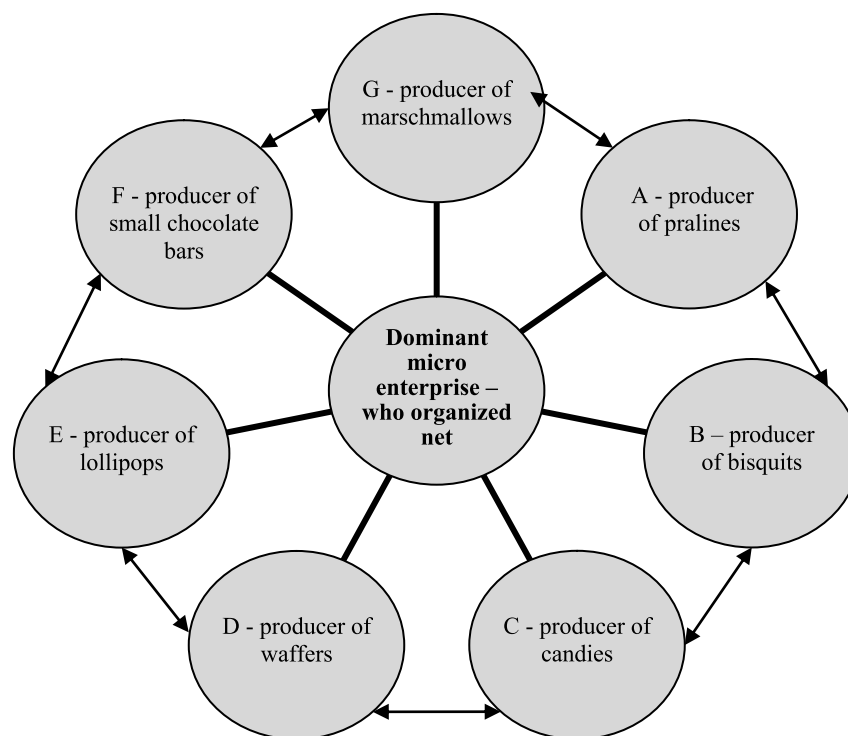 G - producer of
marschmallows
F - producer of
small chocolate
bars
A - producer
of pralines
Dominant
micro
enterprise –
who organized
net
E - producer of
lollipops
B – producer
of bisquits
D - producer of
waffers
C - producer of
candies